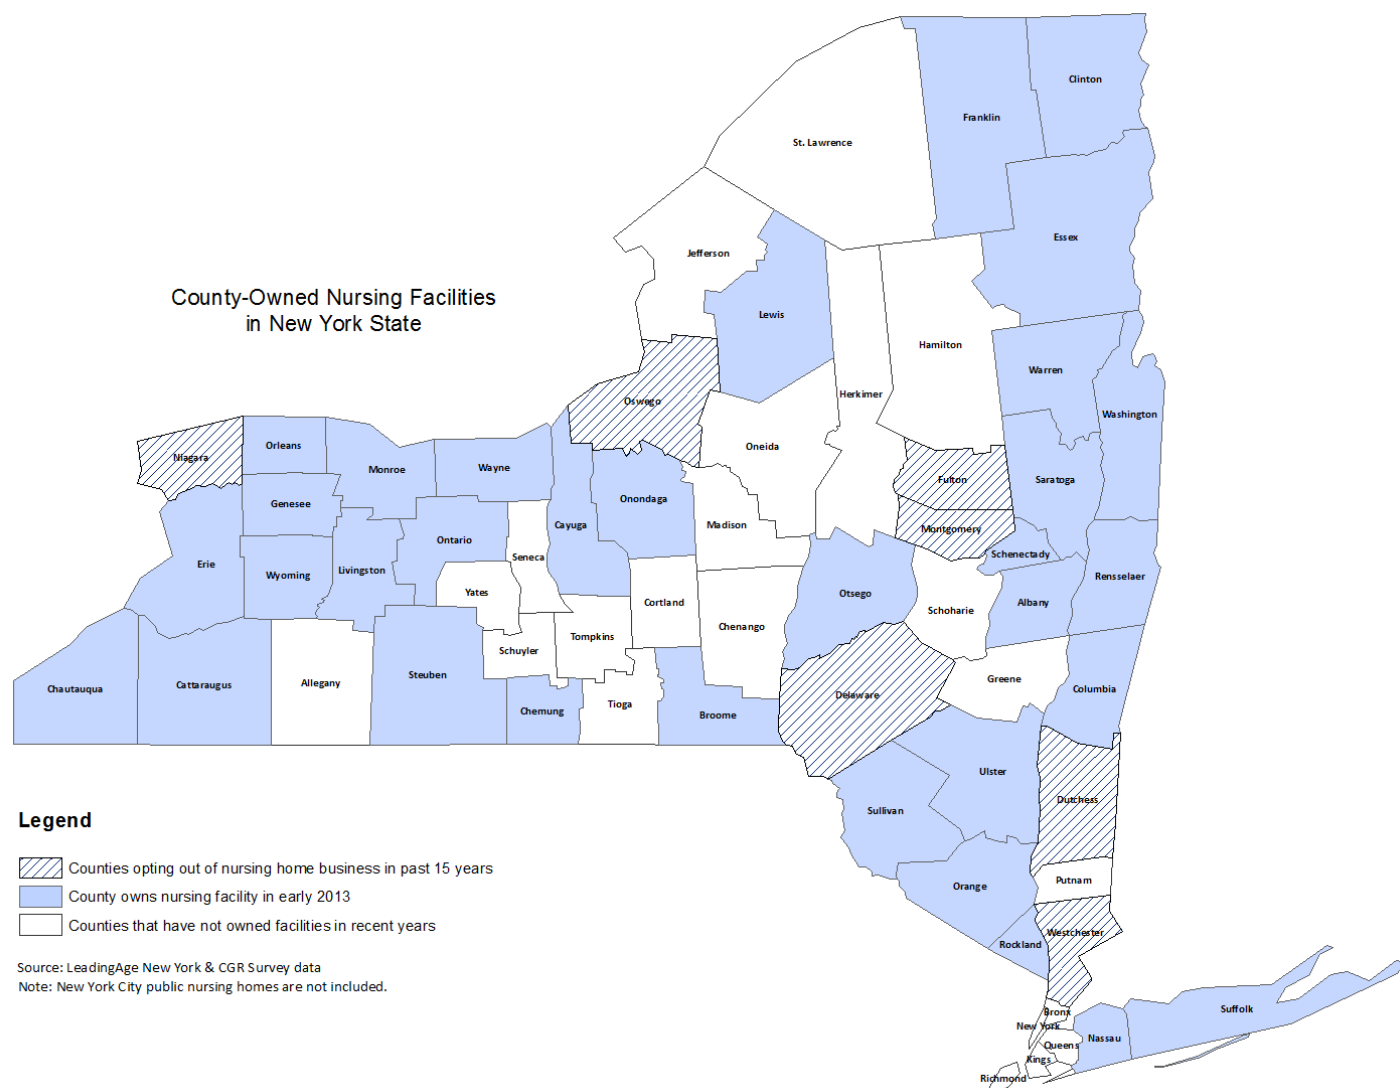 Clinton
Franklin
St. Lawrence
Essex
Jefferson
County-Owned Nursing Facilities
in New York State
Lewis
Hamilton
Warren
Herkimer
Oswego
Washington
Orleans
Oneida
Niagara
Monroe
Wayne
Fulton
Saratoga
Onondaga
Genesee
Cayuga
Madison
Montgomery
Ontario
Schenectady
Seneca
Erie
Livingston
Wyoming
Rensselaer
Yates
Otsego
Cortland
Albany
Schoharie
Chenango
Tompkins
Schuyler
Steuben
Greene
Allegany
Cattaraugus
Chautauqua
Columbia
Delaware
Tioga
Chemung
Broome
Ulster
Dutchess
Sullivan
Legend
Counties opting out of nursing home business in past 15 years
Putnam
Orange
County owns nursing facility in early 2013
Counties that have not owned facilities in recent years
Westchester
Rockland
Source: LeadingAge New York & CGR Survey data
Note: New York City public nursing homes are not included.
Suffolk
Bronx
New York
Nassau
Queens
Kings
Richmond